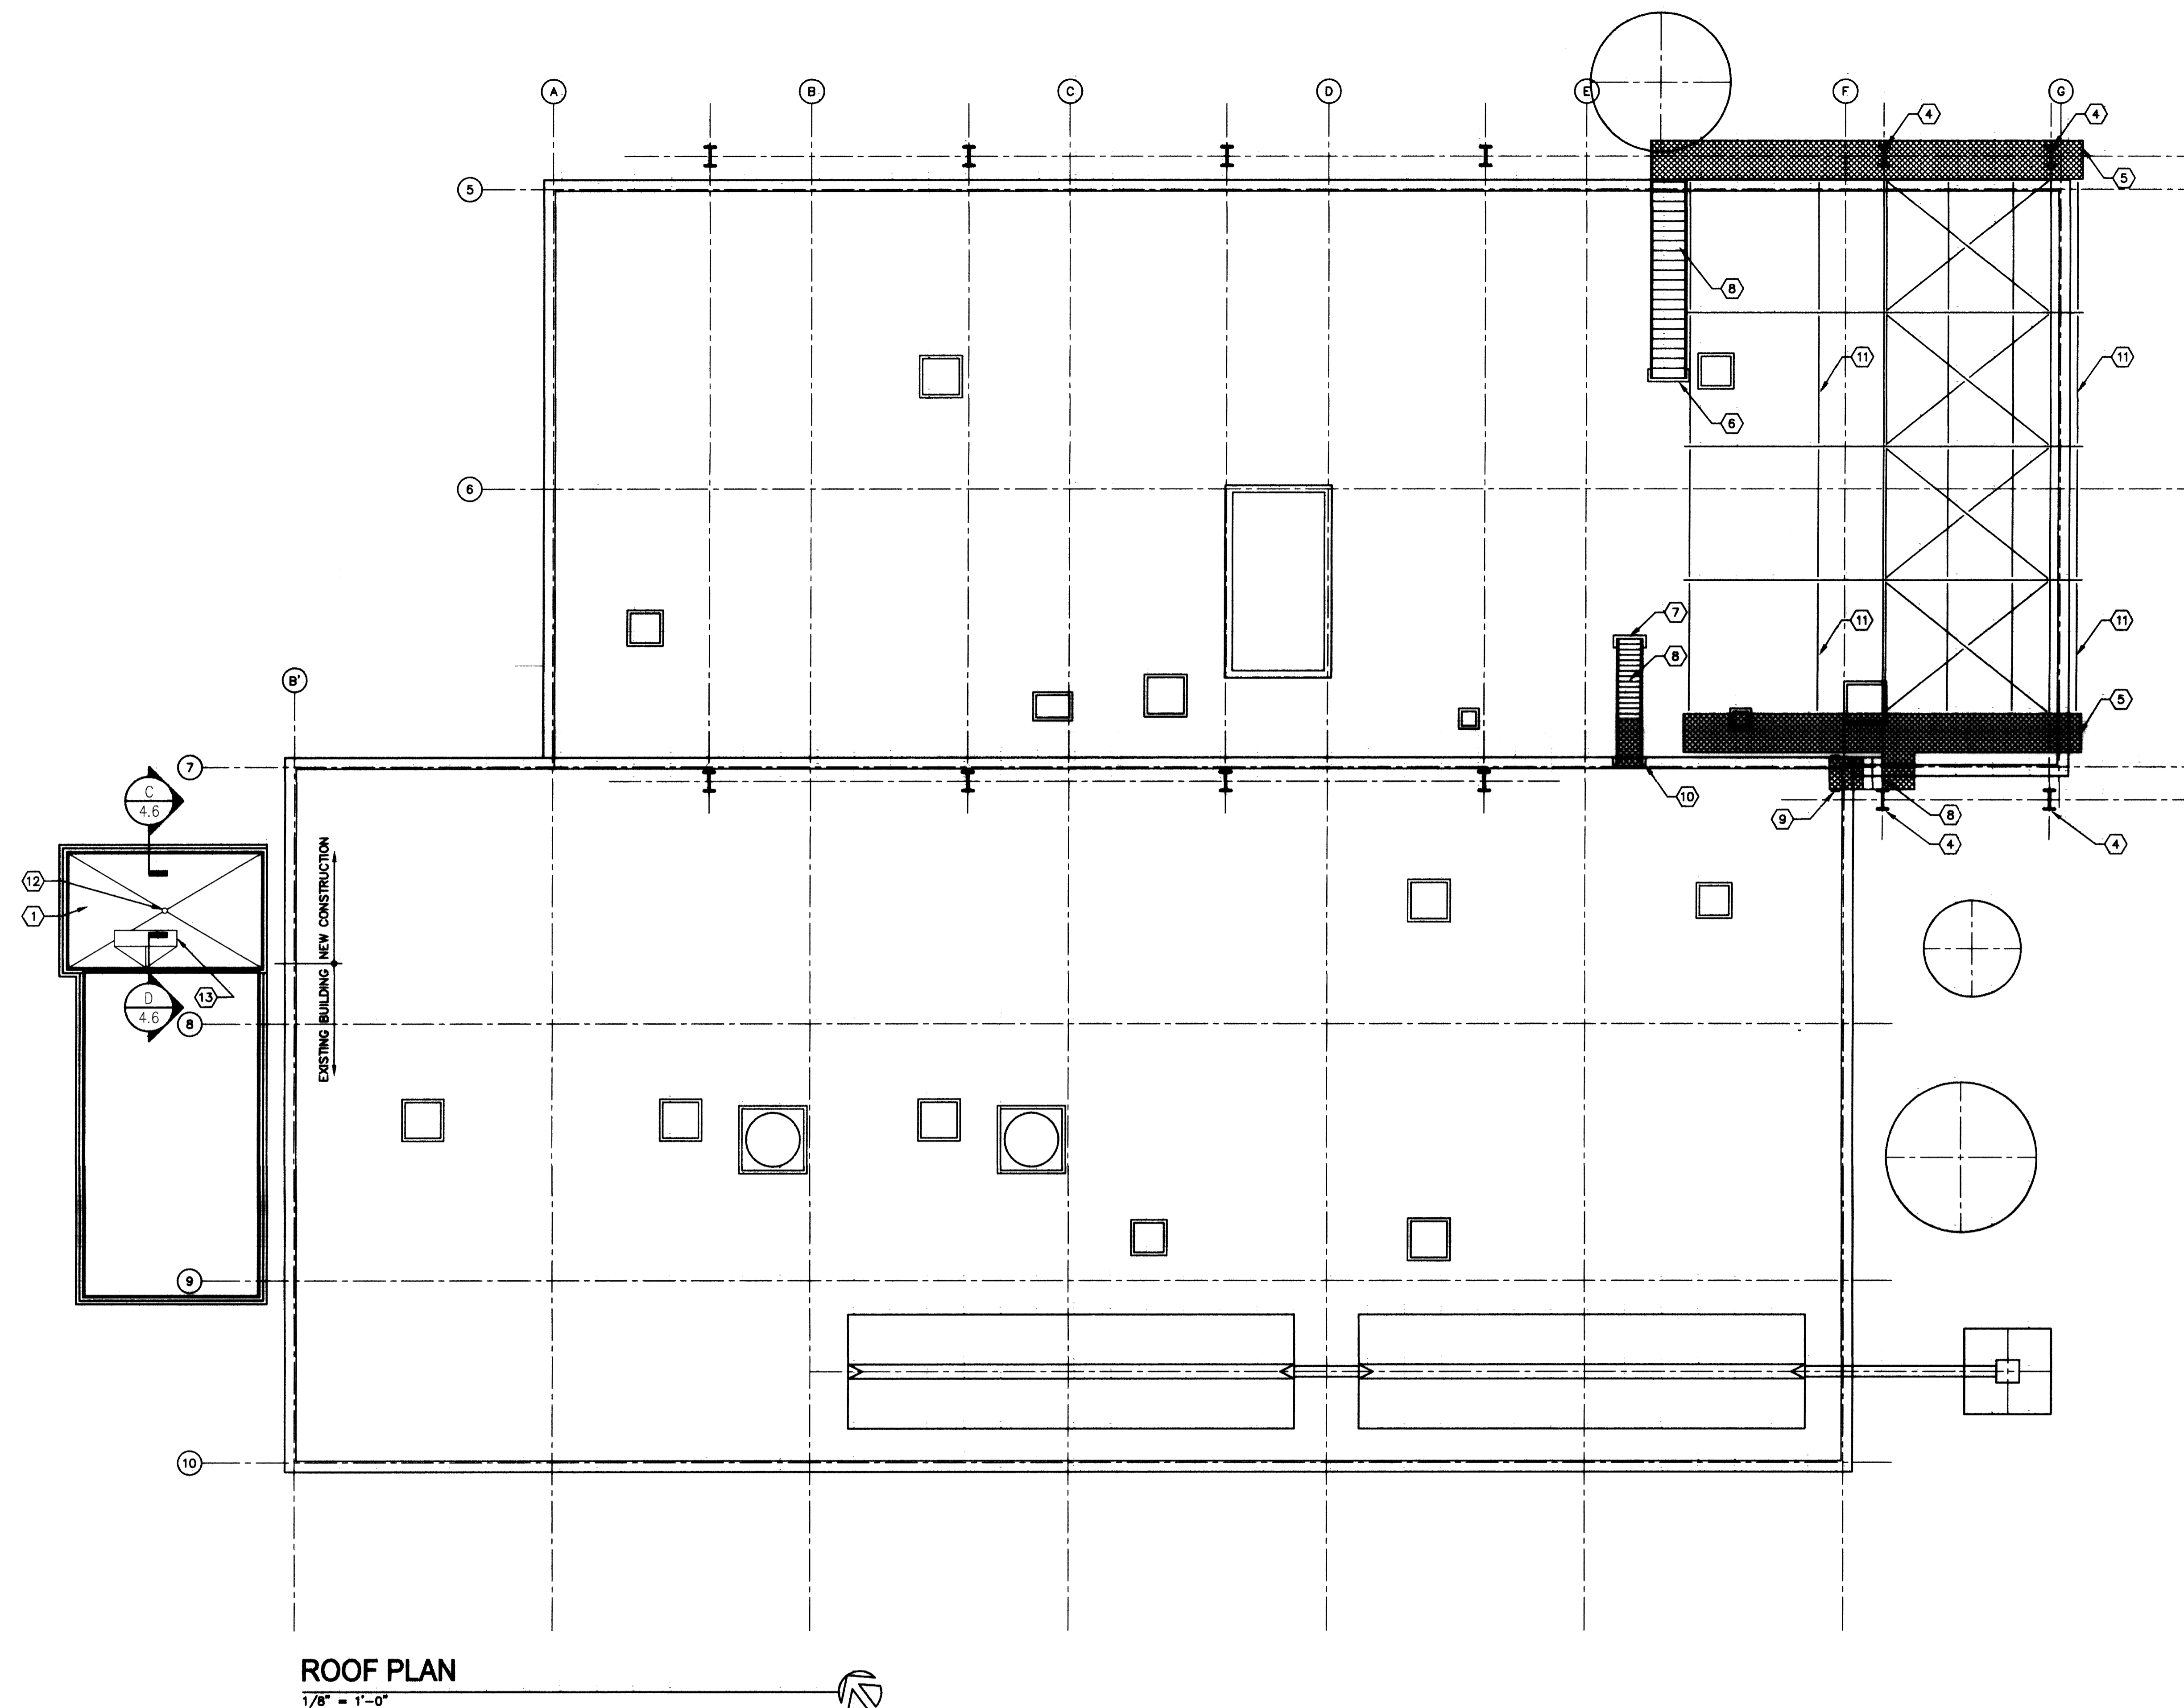 A
B
C
D
E
F
G
4
4
5
5
8
11
11
6
6
7
11
11
8
B'
5
7
10
9
8
4
4
C
4.6
12
1
NEW CONSTRUCTION
EXISTING BUILDING
13
D
4.6
8
9
10
ROOF PLAN
1/8" = 1'-0"